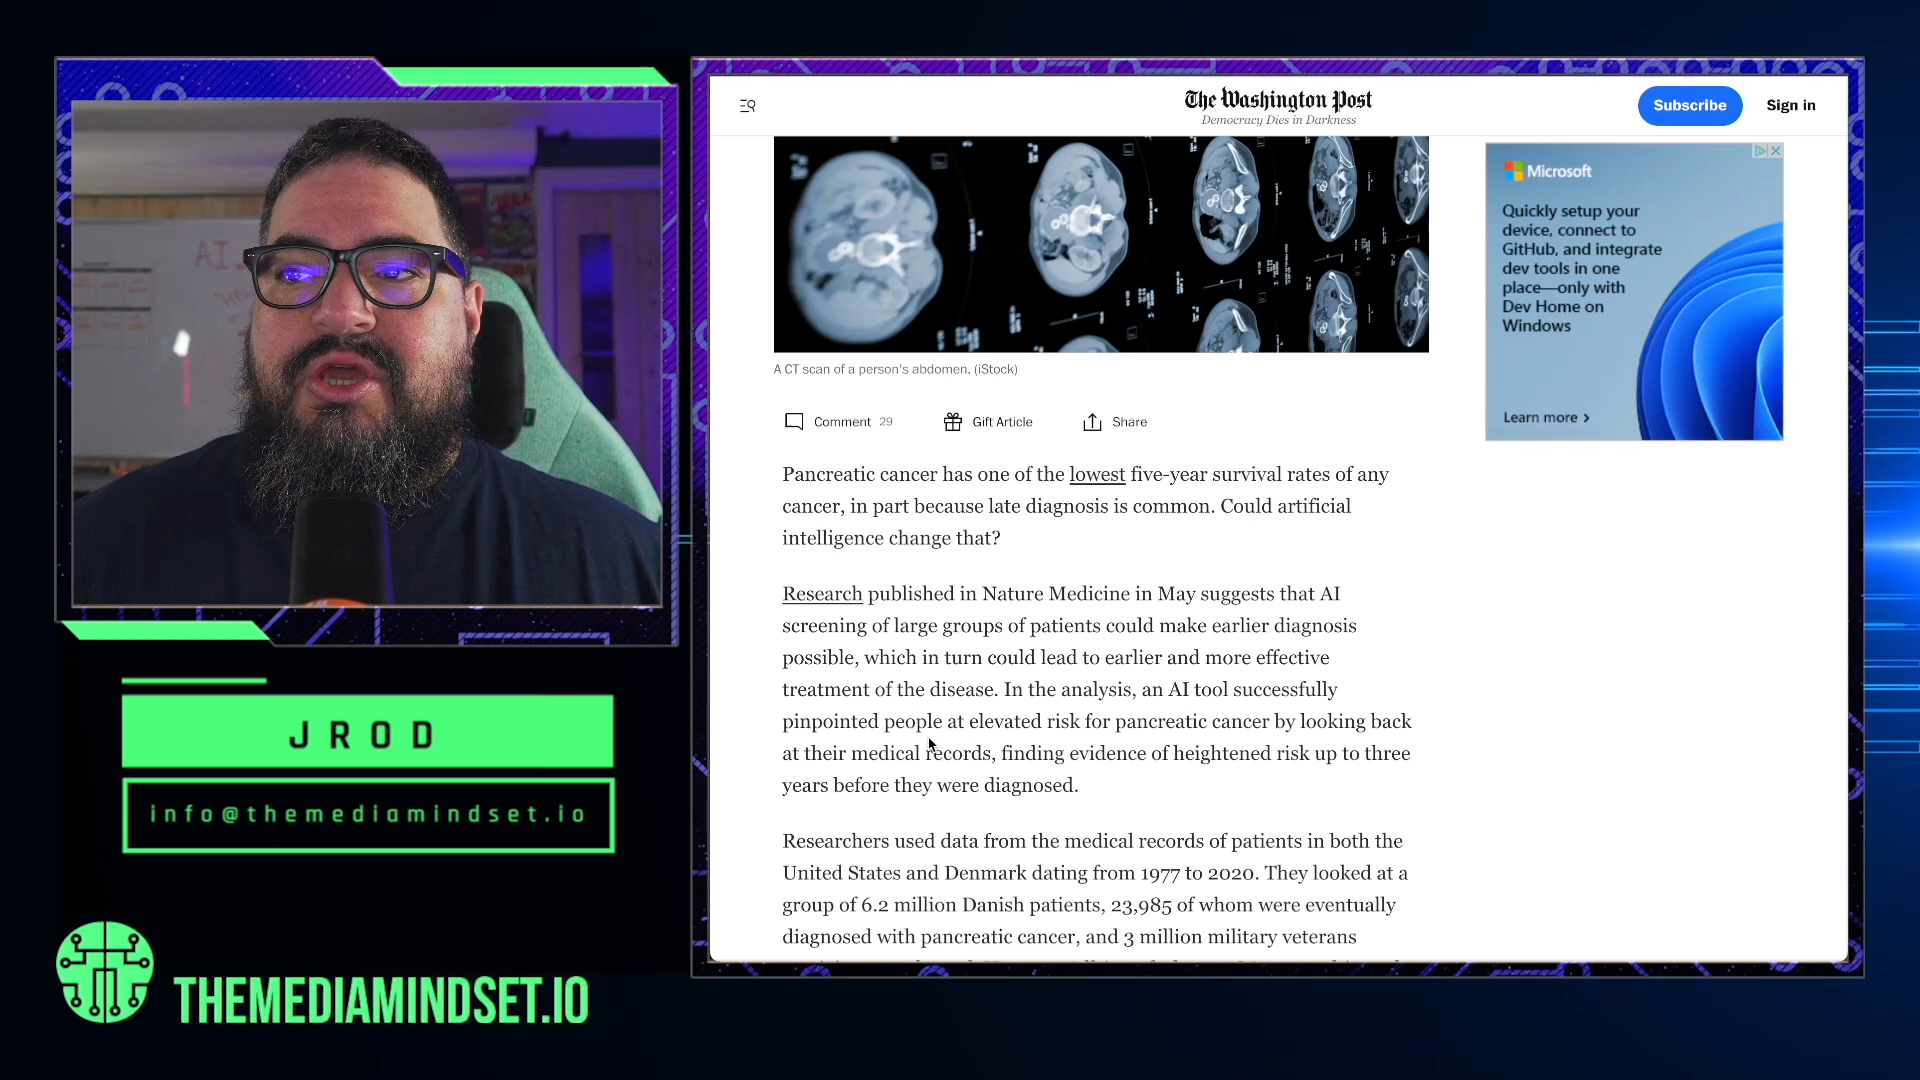 AI
JROD
info@themediamindset.io
THEMEDIAMINDSET.IO
The Washington Post
Democracy Dies in Darkness
Subscribe
Sign in
A CT scan of a person's abdomen. (iStock)
Comment 29
Gift Article
Share
Pancreatic cancer has one of the lowest five-year survival rates of any
cancer, in part because late diagnosis is common. Could artificial
intelligence change that?
Research published in Nature Medicine in May suggests that AI
screening of large groups of patients could make earlier diagnosis
possible, which in turn could lead to earlier and more effective
treatment of the disease. In the analysis, an AI tool successfully
pinpointed people at elevated risk for pancreatic cancer by looking back
at their medical records, finding evidence of heightened risk up to three
years before they were diagnosed.
Researchers used data from the medical records of patients in both the
United States and Denmark dating from 1977 to 2020. They looked at a
group of 6.2 million Danish patients, 23,985 of whom were eventually
diagnosed with pancreatic cancer, and 3 million military veterans
Microsoft
Quickly setup your
device, connect to
GitHub, and integrate
dev tools in one
place—only with
Dev Home on
Windows
Learn more >